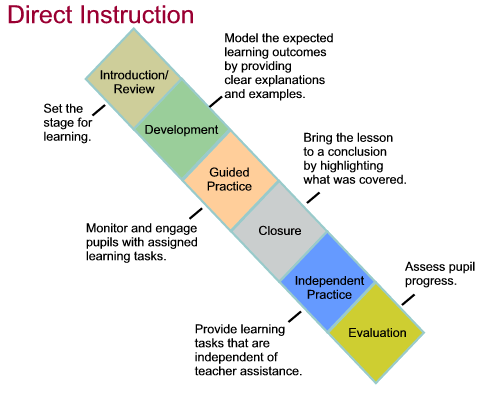 Direct Instruction
Model the expected
learning outcomes
by providing
clear explanations
and examples.
Introduction/
Review
Set the
stage for
learning.
Development
Bring the lesson
to a conclusion
by highlighting
what was covered.
Guided
Practice
Monitor and engage
pupils with assigned
learning tasks.
Closure
Assess pupil
progress.
Independent
Practice
Provide learning
tasks that are
independent of
teacher assistance.
Evaluation